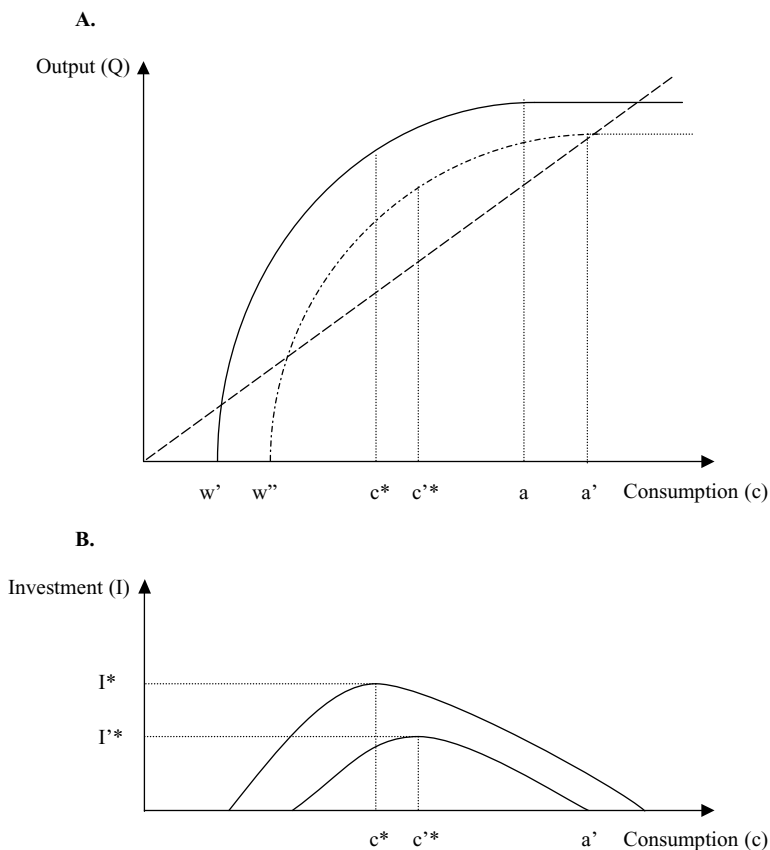 A.
Output (Q)
w’ w” c* c’* a a’ Consumption (c)
B.
Investment (I)
I*
I’*
c* c’* a’ Consumption (c)